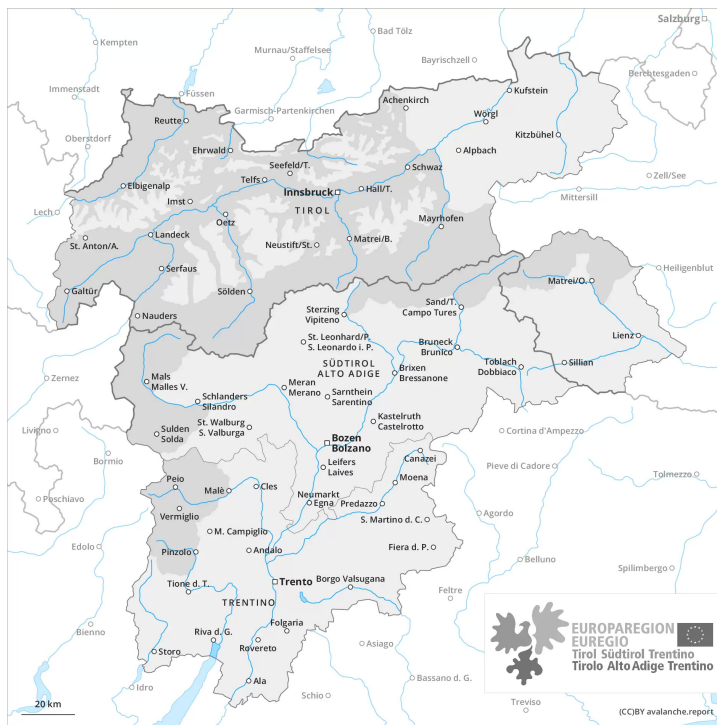 Salzburg
Kempten
Bad Tölz
Murnau/Staffelsee
Bayrischzell
Berchtesgaden
Immenstadt
Füssen
Garmisch-Partenkirchen
Achenkirch
Kufstein
Reutte
Wörgl
Oberstdorf
Ehrwald
Kitzbühel
Alpbach
Seefeld/T.
Schwaz
Telfs
Zell/See
Elbigenalp
Innsbruck
Hall/T.
Mittersill
Imst
TIROL
Lech
Oetz
Mayrhofen
Landeck
Matrei/B.
St. Anton/A.
Neustift/St.
Serfaus
Heiligenblut
Galtür
Sölden
Matrei/O.
Nauders
Sterzing
Vipiteno
Sand/T.
Campo Tures
Lienz
St. Leonhard/P.
S. Leonardo i. P.
Bruneck
Brunico
Toblach
Dobbiaco
Sillian
SÜDTIROL
ALTO ADIGE
Brixen
Bressanone
Zernez
Mals
Malles V.
Meran
Merano
Sarnthein
Sarentino
Schlanders
Silandro
Kastelruth
Castelrotto
St. Walburg
S. Valburga
Livigno
Sulden
Solda
Bozen
Bolzano
Cortina d'Ampezzo
Bormio
Canazei
Leifers
Laives
Pieve di Cadore
Tolmezzo
Peio
Moena
Poschiavo
Malè
Cles
Neumarkt
Egna
Predazzo
Vermiglio
S. Martino d. C.
Agordo
M. Campiglio
Edolo
Pinzolo
Andalo
Fiera d. P.
Belluno
Spilimbergo
Tione d. T.
Trento
Borgo Valsugana
Feltre
TRENTINO
Folgaria
Bienno
Riva d. G.
Rovereto
Asiago
Storo
EUROPAREGION
EUREGIO
Tirol Südtirol Trentino
Tirolo Alto Adige Trentino
Ala
Bassano d. G.
Idro
Schio
Treviso
20 km
(CC)BY avalanche.report